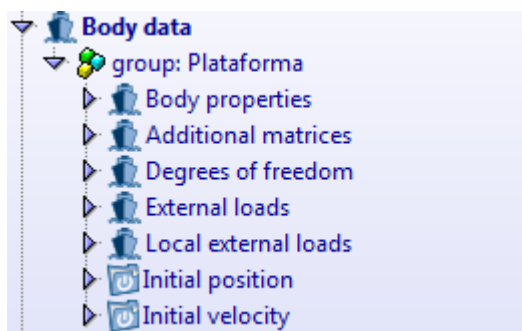 Body data
group: Plataforma
Body properties
Additional matrices
Degrees of freedom
External loads
Local external loads
Initial position
Initial velocity